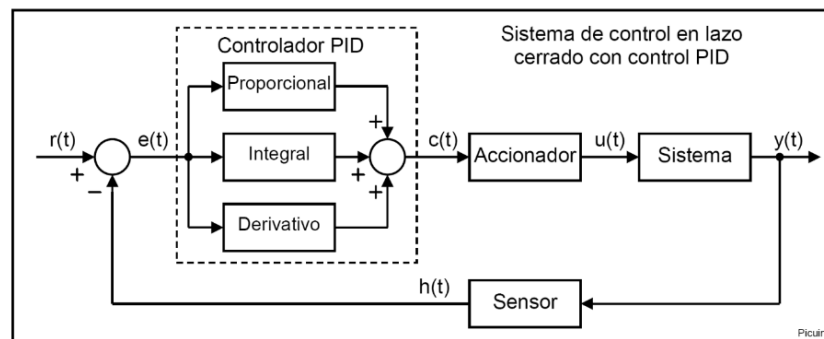 Controlador PID
Sistema de control en lazo
cerrado con control PID
Proporcional
r(t)
e(t)
+
c(t)
u(t)
y(t)
Integral
Accionador
Sistema
+
−
+
+
Derivativo
h(t)
Sensor
Picuino